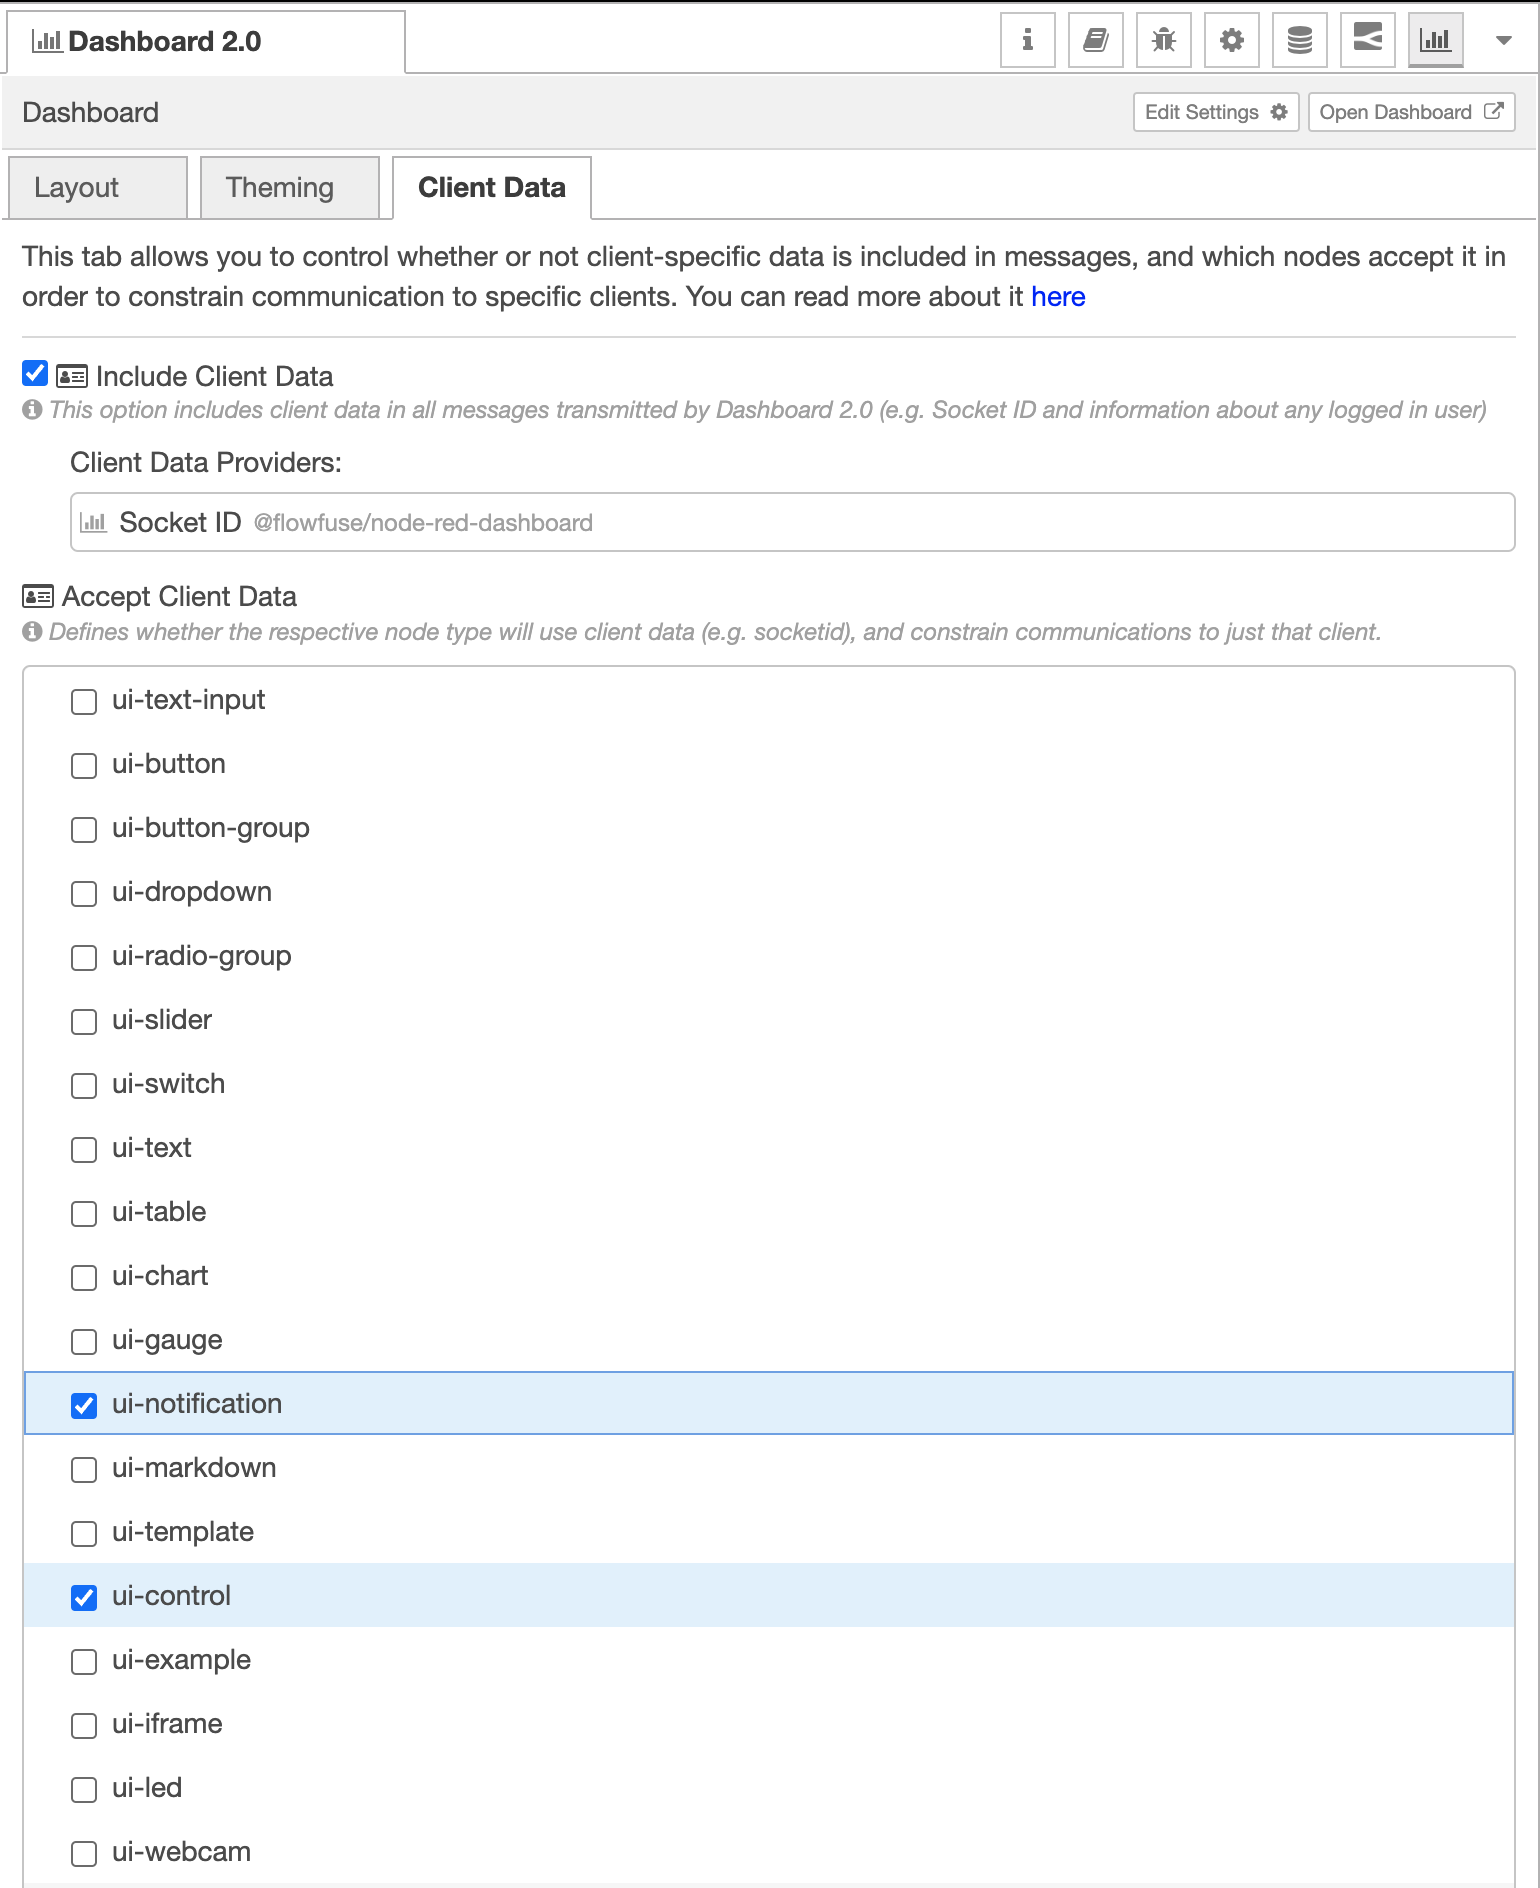 Dashboard 2.0
Dashboard
Edit Settings
Open Dashboard
Layout
Theming
Client Data
This tab allows you to control whether or not client-specific data is included in messages, and which nodes accept it in
order to constrain communication to specific clients. You can read more about it here
Include Client Data
This option includes client data in all messages transmitted by Dashboard 2.0 (e.g. Socket ID and information about any logged in user)
Client Data Providers:
Socket ID @flowfuse/node-red-dashboard
Accept Client Data
Defines whether the respective node type will use client data (e.g. socketid), and constrain communications to just that client.
ui-text-input
ui-button
ui-button-group
ui-dropdown
ui-radio-group
ui-slider
ui-switch
ui-text
ui-table
ui-chart
ui-gauge
ui-notification
ui-markdown
ui-template
ui-control
ui-example
ui-iframe
ui-led
ui-webcam